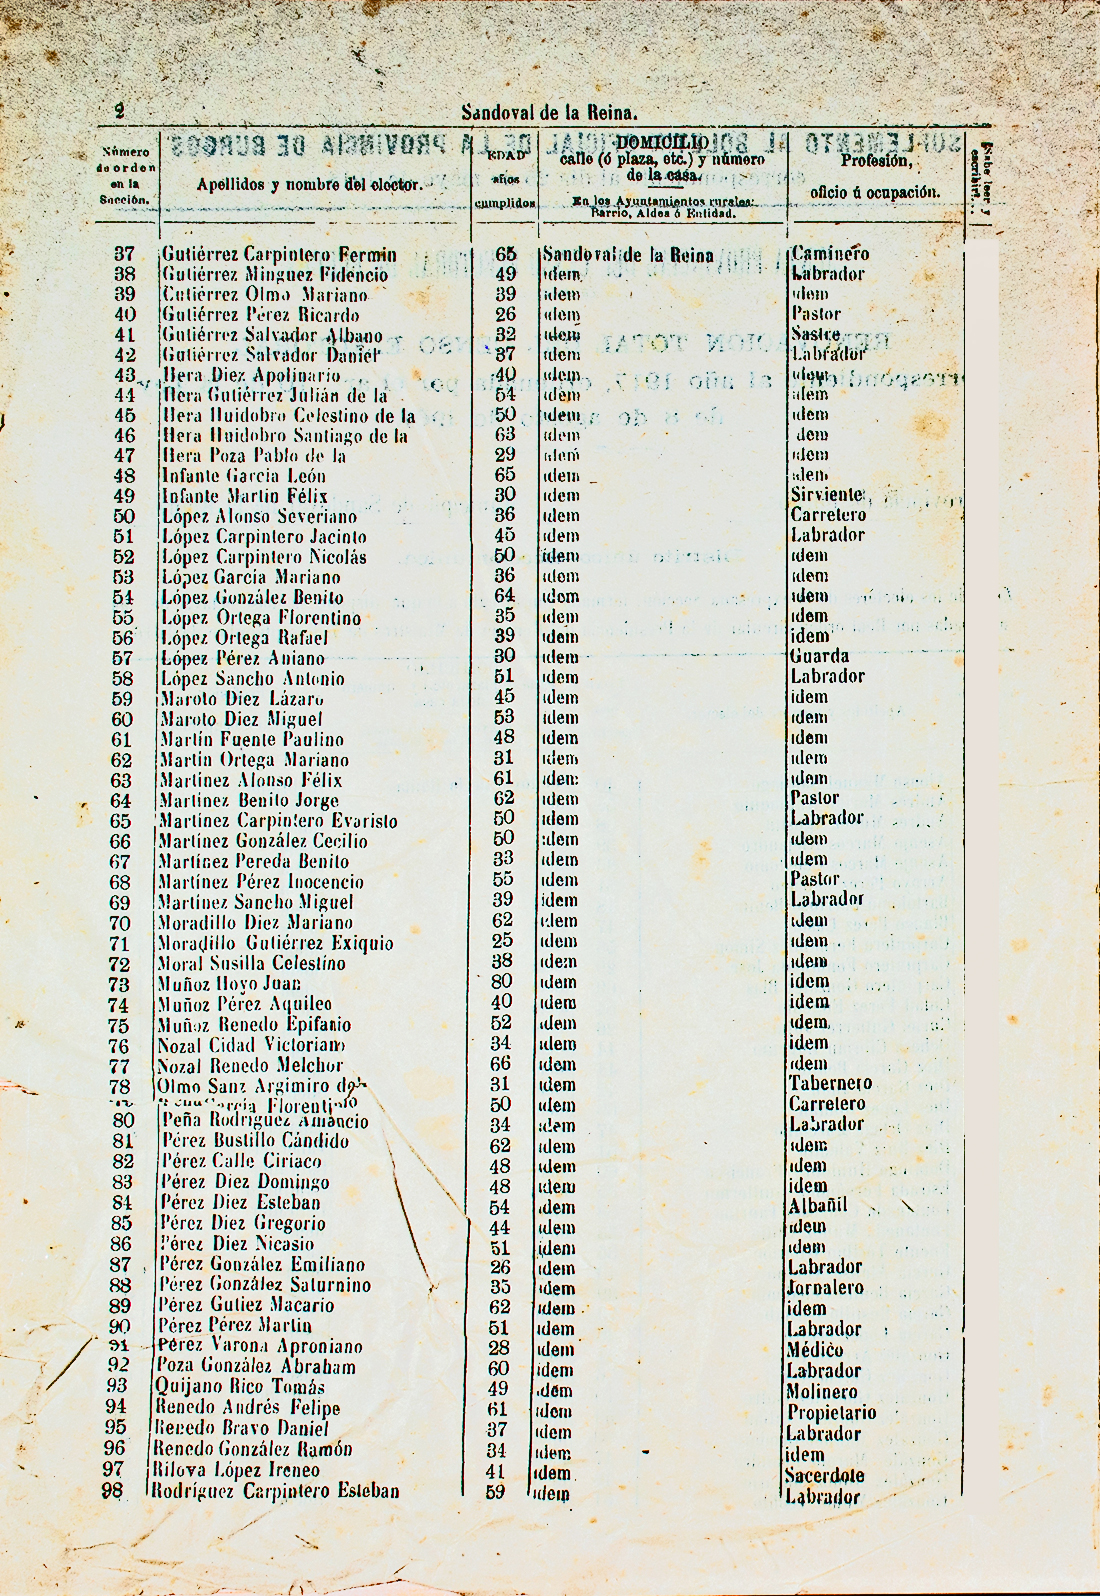 2
Sandoval de la Reina.
Número de orden en la Sección.
Apellidos y nombre del elector.
EDAD años cumplidos
DOMICILIO calle (ó plaza, etc.) y número de la casa. En los Ayuntamientos rurales: Barrio, Aldea ó Entidad.
Profesión, oficio ú ocupación.
Sabe leer y escribir?
37 Gutiérrez Carpintero Fermín 65 Sandoval de la Reina Caminero
38 Gutiérrez Minguez Fidencio 49 idem Labrador
39 Gutiérrez Olmo Mariano 39 idem idem
40 Gutiérrez Pérez Ricardo 26 idem Pastor
41 Gutiérrez Salvador Albano 32 idem Sastre
42 Gutiérrez Salvador Daniel 37 idem Labrador
43 Hera Diez Apolinario 40 idem idem
44 Hera Gutiérrez Julián de la 54 idem idem
45 Hera Huidobro Celestino de la 50 idem idem
46 Hera Huidobro Santiago de la 63 idem idem
47 Hera Poza Pablo de la 29 idem idem
48 Infante García León 65 idem idem
49 Infante Martín Félix 30 idem Sirviente
50 López Alonso Severiano 36 idem Carretero
51 López Carpintero Jacinto 45 idem Labrador
52 López Carpintero Nicolás 50 idem idem
53 López García Mariano 36 idem idem
54 López González Benito 64 idem idem
55 López Ortega Florentino 35 idem idem
56 López Ortega Rafael 39 idem idem
57 López Pérez Aniano 30 idem Guarda
58 López Sancho Antonio 51 idem Labrador
59 Maroto Diez Lázaro 45 idem idem
60 Maroto Diez Miguel 53 idem idem
61 Martín Fuente Paulino 48 idem idem
62 Martín Ortega Mariano 31 idem idem
63 Martínez Alonso Félix 61 idem idem
64 Martínez Benito Jorge 62 idem Pastor
65 Martínez Carpintero Evaristo 50 idem Labrador
66 Martínez González Cecilio 50 idem idem
67 Martínez Pereda Benito 33 idem idem
68 Martínez Pérez Inocencio 55 idem Pastor
69 Martínez Sancho Miguel 39 idem Labrador
70 Moradillo Diez Mariano 62 idem idem
71 Moradillo Gutiérrez Exiquio 25 idem idem
72 Moral Susilla Celestino 38 idem idem
73 Muñoz Hoyo Juan 80 idem idem
74 Muñoz Pérez Aquileo 40 idem idem
75 Muñoz Renedo Epifanio 52 idem idem
76 Nozal Cidad Victoriano 34 idem idem
77 Nozal Renedo Melchor 66 idem idem
78 Olmo Sanz Argimiro del 31 idem Tabernero
García Florentino 50 idem Carretero
80 Peña Rodríguez Amancio 34 idem Labrador
81 Pérez Bustillo Cándido 62 idem idem
82 Pérez Calle Ciriaco 48 idem idem
83 Pérez Diez Domingo 48 idem idem
84 Pérez Diez Esteban 54 idem Albañil
85 Pérez Diez Gregorio 44 idem idem
86 Pérez Diez Nicasio 51 idem idem
87 Pérez González Emiliano 26 idem Labrador
88 Pérez González Saturnino 35 idem Jornalero
89 Pérez Gutiez Macario 62 idem idem
90 Pérez Pérez Martín 51 idem Labrador
91 Pérez Varona Aproniano 28 idem Médico
92 Poza González Abraham 60 idem Labrador
93 Quijano Rico Tomás 49 idem Molinero
94 Renedo Andrés Felipe 61 idem Propietario
95 Renedo Bravo Daniel 37 idem Labrador
96 Renedo González Ramón 34 idem idem
97 Rilova López Ireneo 41 idem Sacerdote
98 Rodríguez Carpintero Esteban 59 idem Labrador